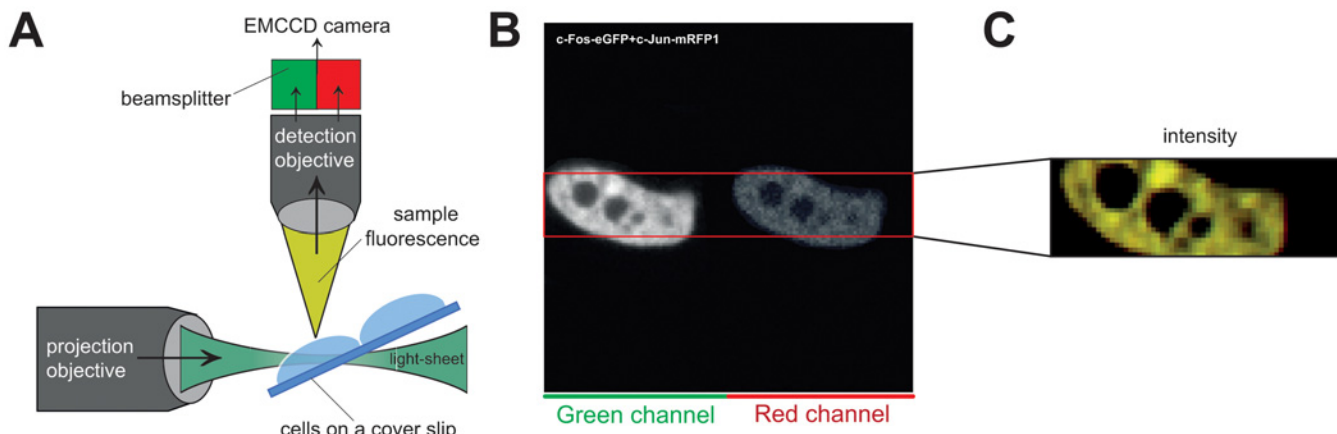 A
EMCCD camera
beamsplitter
detection
objective
sample
fluorescence
projection
objective
light-sheet
cells on a cover slip
B
c-Fos-eGFP+c-Jun-mRFP1
Green channel
Red channel
C
intensity